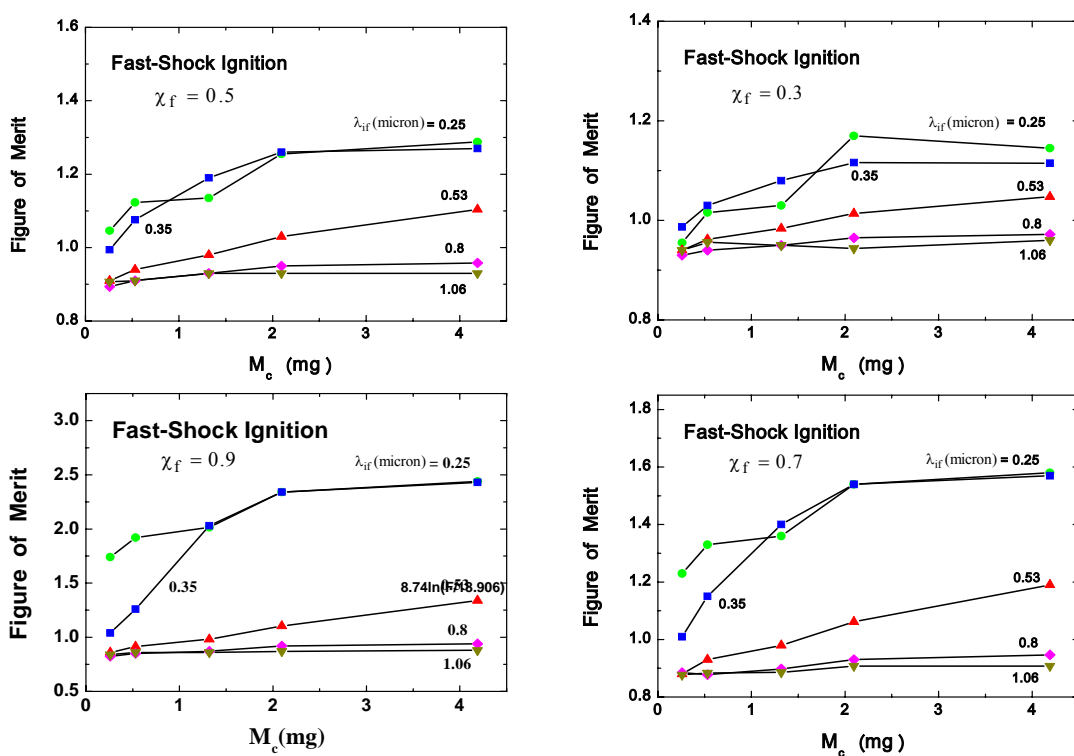 1.6
1.4
1.2
1.0
0.8
Figure of Merit
Fast-Shock Ignition
χf = 0.5
λif (micron) = 0.25
0.35
0.53
0.8
1.06
0 1 2 3 4
Mc (mg)
1.4
1.2
1.0
0.8
Figure of Merit
Fast-Shock Ignition
χf = 0.3
λif (micron) = 0.25
0.35
0.53
0.8
1.06
0 1 2 3 4
Mc (mg)
3.0
2.5
2.0
1.5
1.0
0.5
Figure of Merit
Fast-Shock Ignition
χf = 0.9
λif (micron) = 0.25
0.35
0.53
0.8
1.06
0 1 2 3 4
Mc(mg)
1.8
1.6
1.4
1.2
1.0
0.8
Figure of Merit
Fast-Shock Ignition
χf = 0.7
λif (micron) = 0.25
0.35
0.53
0.8
1.06
0 1 2 3 4
Mc (mg)